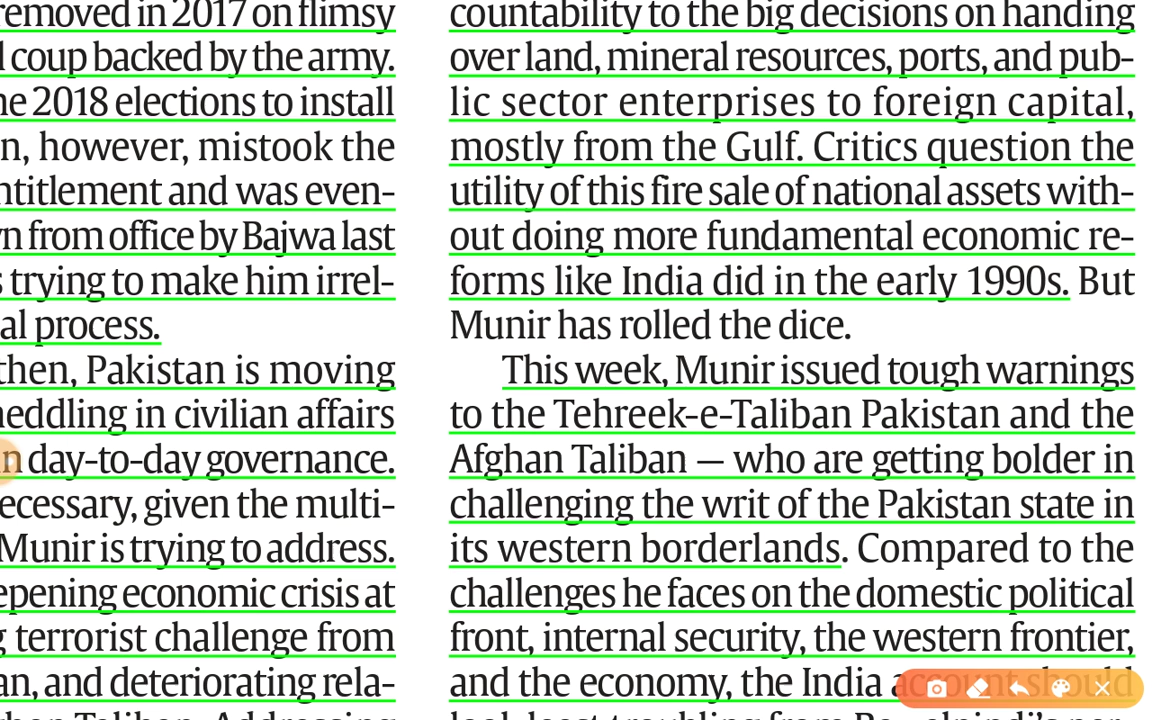 removed in 2017 on flimsy
coup backed by the army.
2018 elections to install
however, mistook the
and was even-
from office by Bajwa last
trying to make him irrel-
process.
then, Pakistan is moving
in civilian affairs
day-to-day governance.
given the multi-
Munir is trying to address.
economic crisis at
terrorist challenge from
and deteriorating rela-
countability to the big decisions on handing
over land, mineral resources, ports, and pub-
lic sector enterprises to foreign capital,
mostly from the Gulf. Critics question the
utility of this fire sale of national assets with-
out doing more fundamental economic re-
forms like India did in the early 1990s. But
Munir has rolled the dice.
This week, Munir issued tough warnings
to the Tehreek-e-Taliban Pakistan and the
Afghan Taliban — who are getting bolder in
challenging the writ of the Pakistan state in
its western borderlands. Compared to the
challenges he faces on the domestic political
front, internal security, the western frontier,
and the economy, the India account should